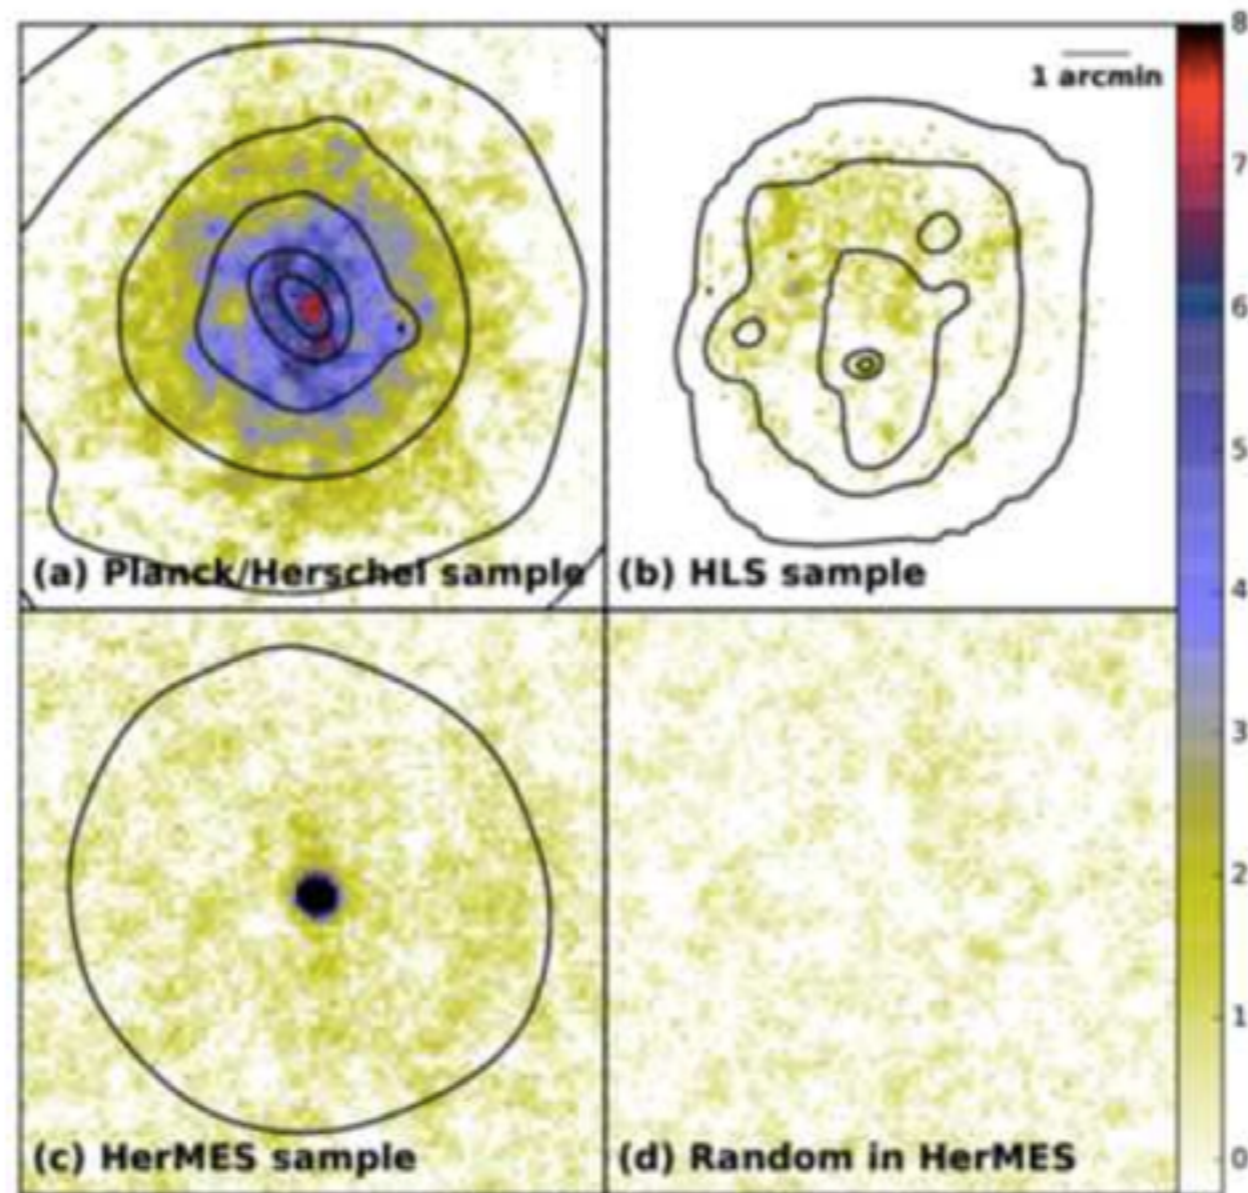 1 arcmin
(a) Planck/Herschel sample
(b) HLS sample
(c) HerMES sample
(d) Random in HerMES
8
7
6
5
4
3
2
1
0